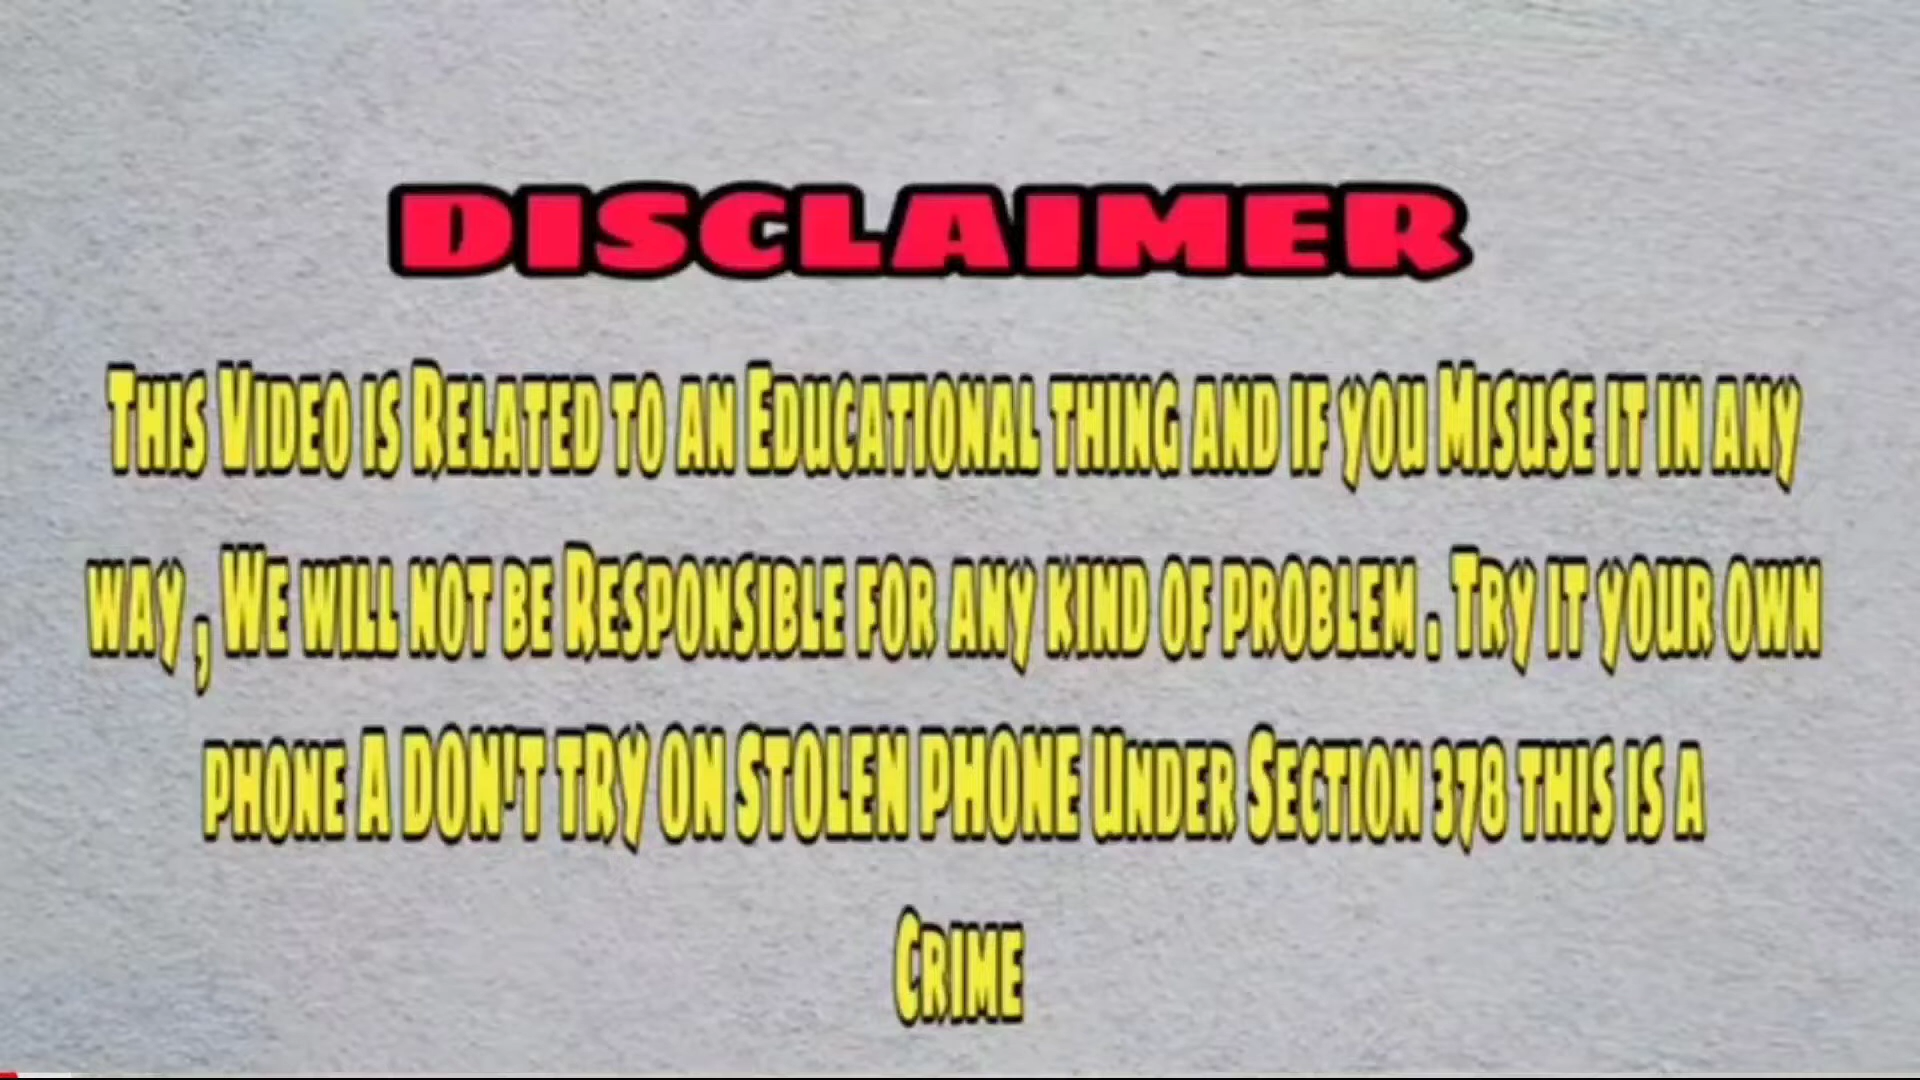 DISCLAIMER
THIS VIDEO IS RELATED TO AN EDUCATIONAL THING AND IF YOU MISUSE IT IN ANY
WAY , WE WILL NOT BE RESPONSIBLE FOR ANY KIND OF PROBLEM . TRY IT YOUR OWN
PHONE A DON'T TRY ON STOLEN PHONE UNDER SECTION 378 THIS IS A
CRIME